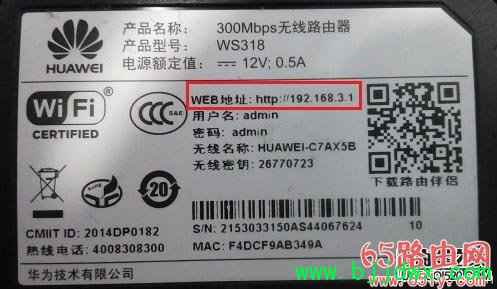 HUAWEI
产品名称: 300Mbps无线路由器
产品型号: WS318
电源额定值: 12V; 0.5A
WiFi
CERTIFIED
CCC
S&E
WEB地址: http://192.168.3.1
用户名: admin
密码: admin
无线名称: HUAWEI-C7AX5B
无线密钥: 26770723
下载路由伴侣
20
CMIIT ID: 2014DP0182
热线电话: 4008308300
华为技术有限公司
S/N: 2153033150AS44067624 10
MAC: F4DCF9AB349A
65路由网